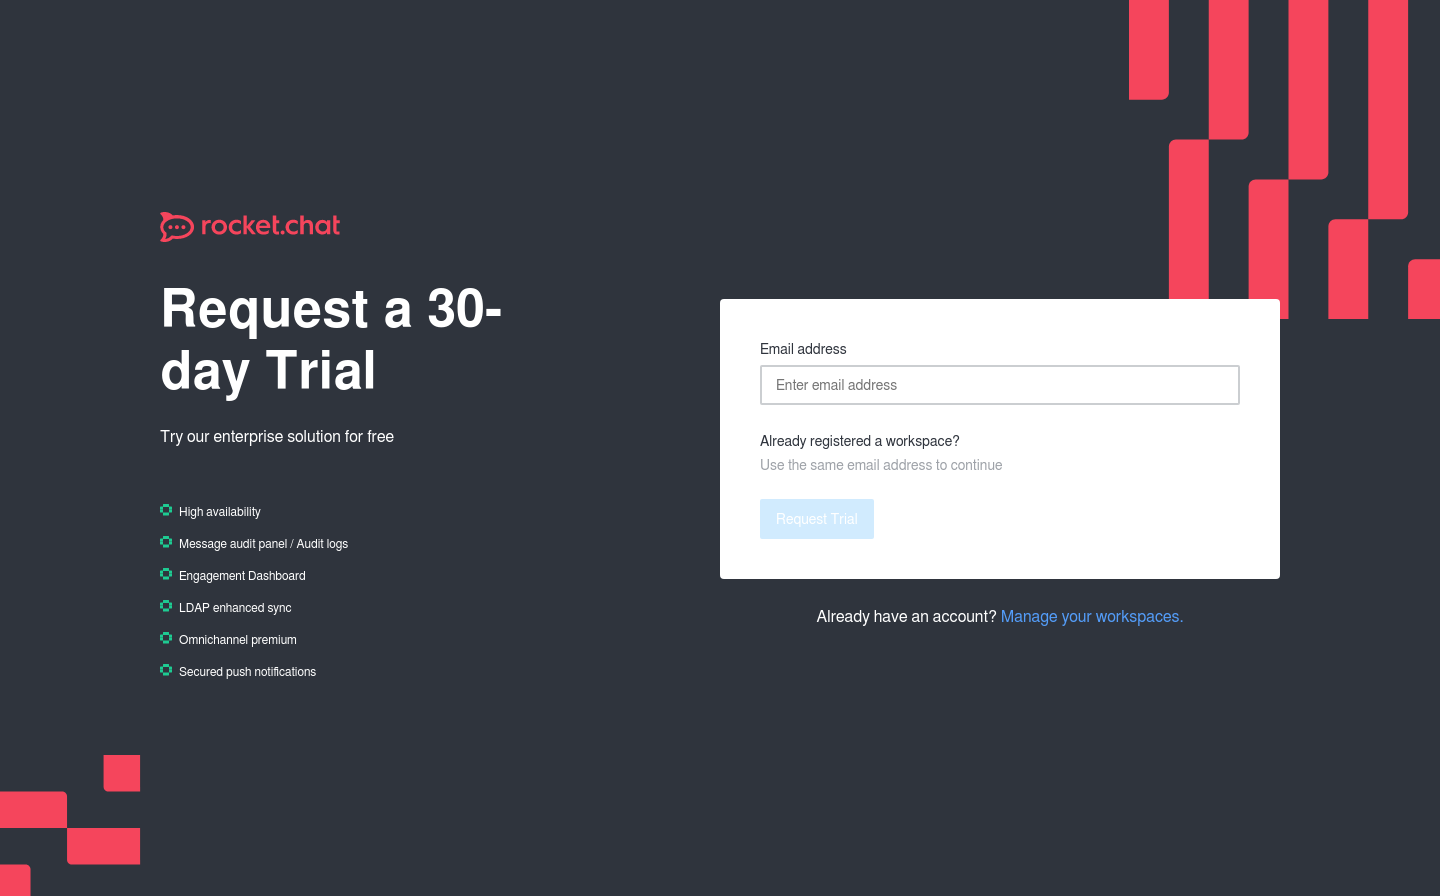 rocket.chat
Request a 30-
day Trial
Try our enterprise solution for free
High availability
Message audit panel / Audit logs
Engagement Dashboard
LDAP enhanced sync
Omnichannel premium
Secured push notifications
Email address
Enter email address
Already registered a workspace?
Use the same email address to continue
Request Trial
Already have an account? Manage your workspaces.